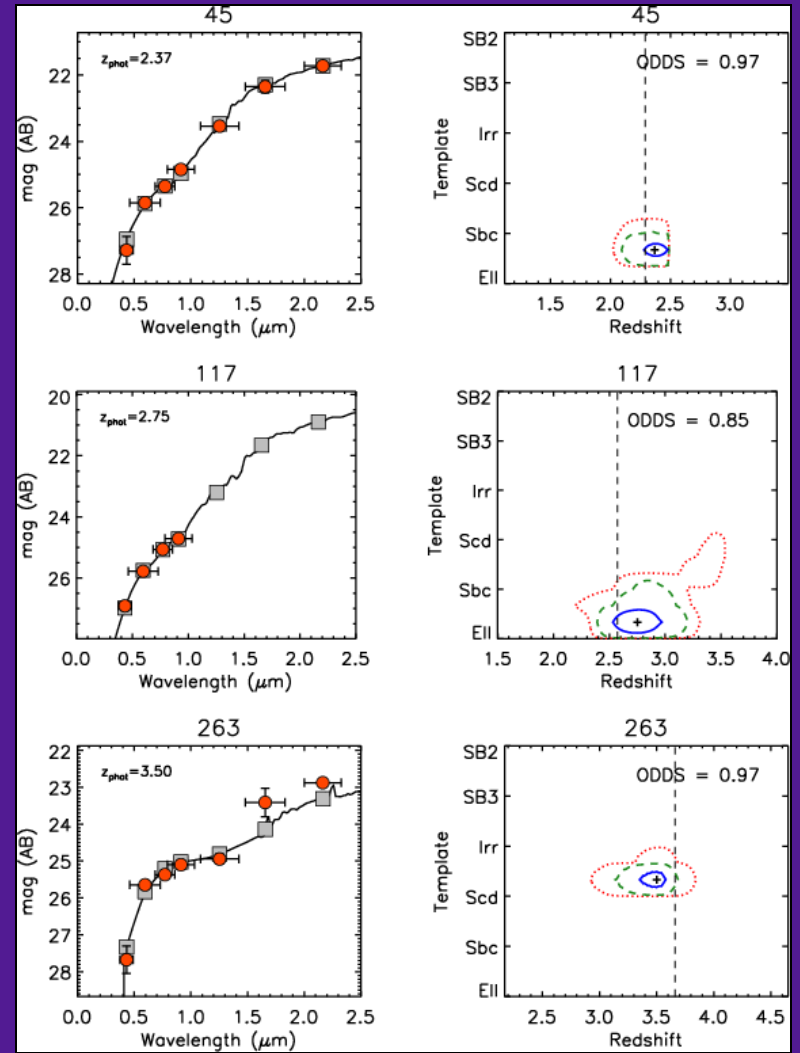 45
z_phot=2.37
mag (AB)
22
24
26
28
0.0 0.5 1.0 1.5 2.0 2.5
Wavelength (μm)
45
ODDS = 0.97
Template
SB2
SB3
Irr
Scd
Sbc
Ell
1.5 2.0 2.5 3.0
Redshift
117
z_phot=2.75
mag (AB)
20
22
24
26
0.0 0.5 1.0 1.5 2.0 2.5
Wavelength (μm)
117
ODDS = 0.85
Template
SB2
SB3
Irr
Scd
Sbc
Ell
1.5 2.0 2.5 3.0 3.5 4.0
Redshift
263
z_phot=3.50
mag (AB)
22
23
24
25
26
27
28
0.0 0.5 1.0 1.5 2.0 2.5
Wavelength (μm)
263
ODDS = 0.97
Template
SB2
SB3
Irr
Scd
Sbc
Ell
2.5 3.0 3.5 4.0 4.5
Redshift